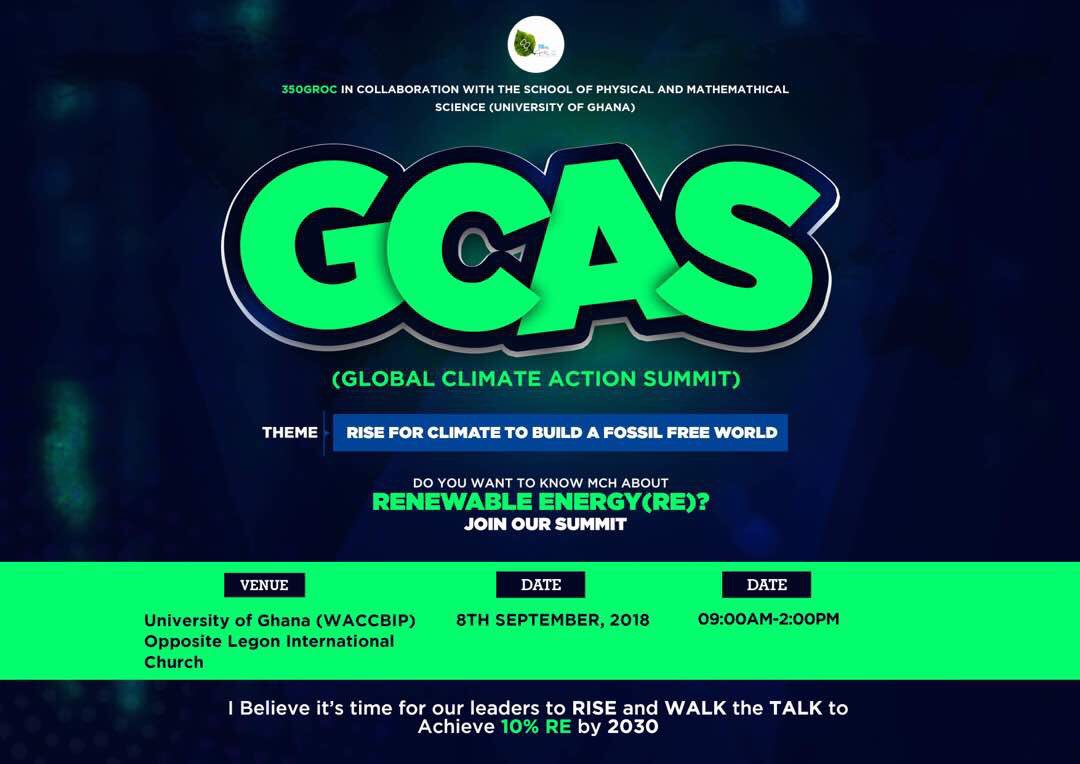 350GROC IN COLLABORATION WITH THE SCHOOL OF PHYSICAL AND MATHEMATHICAL
SCIENCE (UNIVERSITY OF GHANA)
GCAS
(GLOBAL CLIMATE ACTION SUMMIT)
THEME RISE FOR CLIMATE TO BUILD A FOSSIL FREE WORLD
DO YOU WANT TO KNOW MCH ABOUT
RENEWABLE ENERGY(RE)?
JOIN OUR SUMMIT
VENUE
University of Ghana (WACCBIP)
Opposite Legon International
Church
DATE
8TH SEPTEMBER, 2018
DATE
09:00AM-2:00PM
I Believe it's time for our leaders to RISE and WALK the TALK to
Achieve 10% RE by 2030